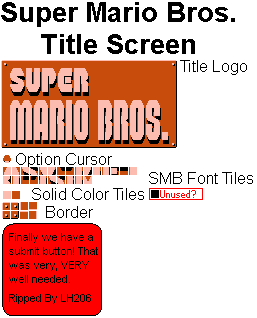 Super Mario Bros.
Title Screen
Title Logo
SUPER
MARIO BROS.
Option Cursor
SMB Font Tiles
Solid Color Tiles
Unused?
Border
Finally we have a
submit button! That
was very, VERY
well needed.
Ripped By LH206